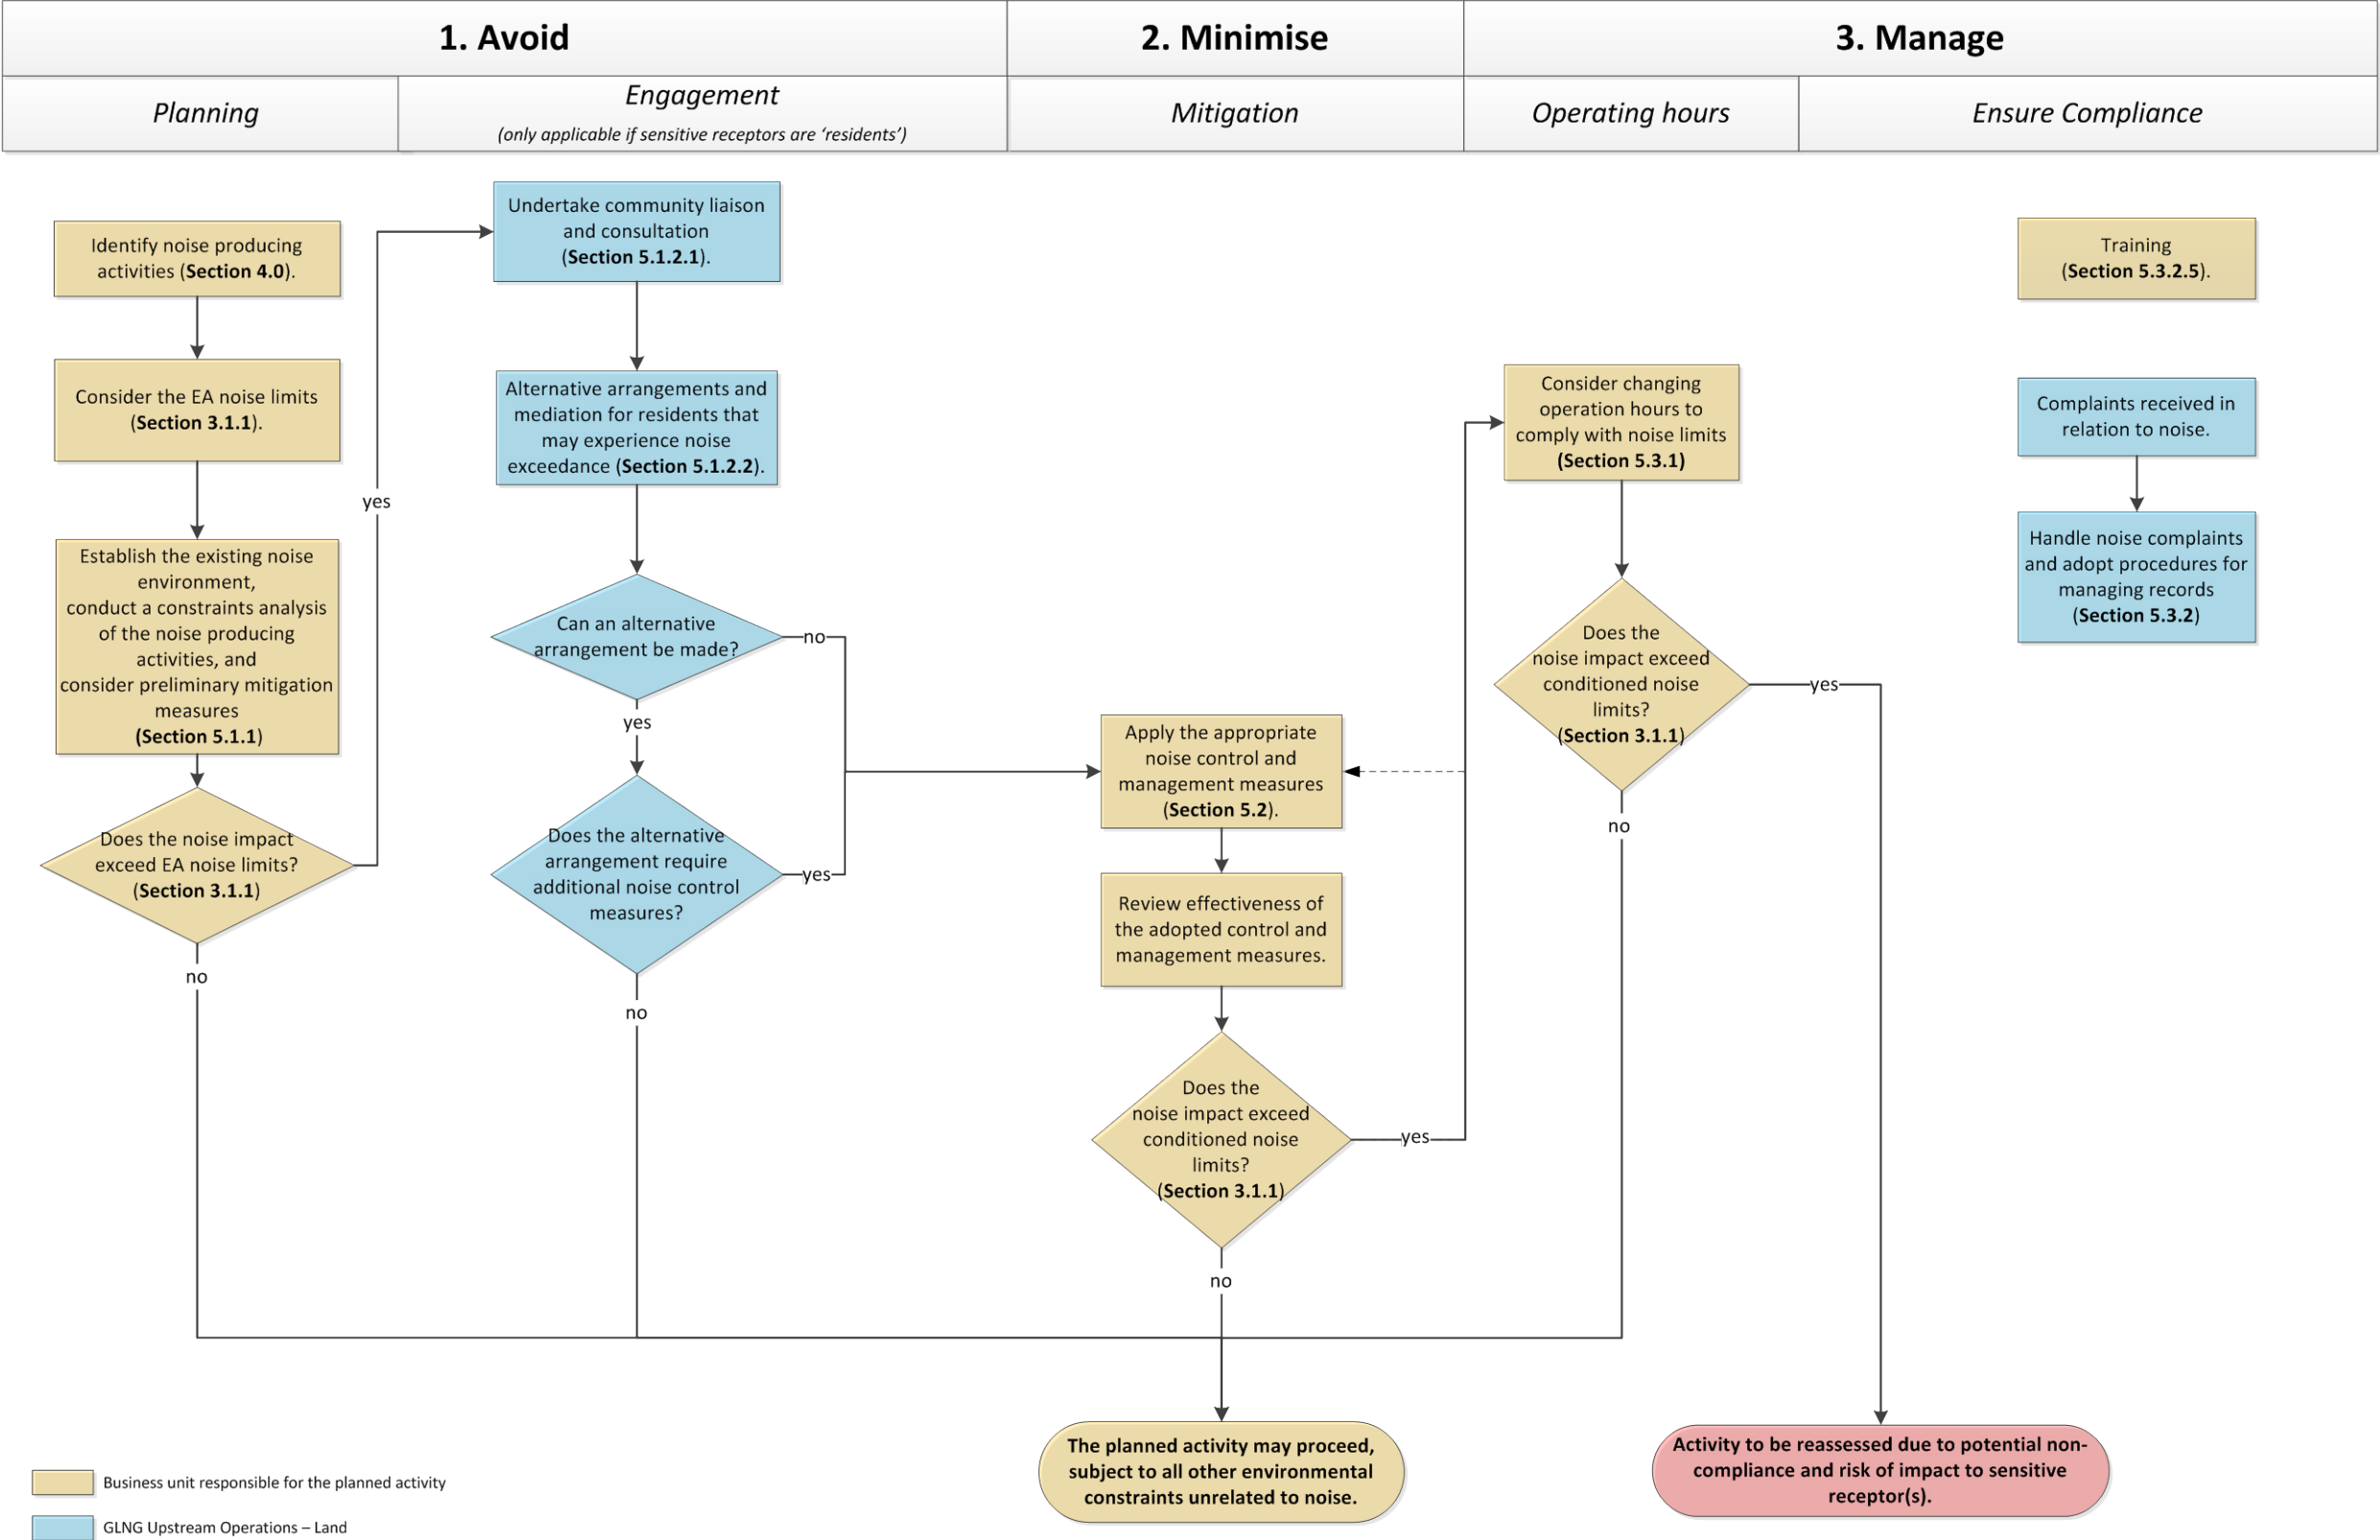 1. Avoid
2. Minimise
3. Manage
Planning
Engagement
(only applicable if sensitive receptors are ‘residents’)
Mitigation
Operating hours
Ensure Compliance
Identify noise producing
activities (Section 4.0).
Consider the EA noise limits
(Section 3.1.1).
Establish the existing noise
environment,
conduct a constraints analysis
of the noise producing
activities, and
consider preliminary mitigation
measures
(Section 5.1.1)
Does the noise impact
exceed EA noise limits?
(Section 3.1.1)
yes
no
Undertake community liaison
and consultation
(Section 5.1.2.1).
Alternative arrangements and
mediation for residents that
may experience noise
exceedance (Section 5.1.2.2).
Can an alternative
arrangement be made?
no
yes
Does the alternative
arrangement require
additional noise control
measures?
yes
no
Apply the appropriate
noise control and
management measures
(Section 5.2).
Review effectiveness of
the adopted control and
management measures.
Does the
noise impact exceed
conditioned noise
limits?
(Section 3.1.1)
yes
no
Consider changing
operation hours to
comply with noise limits
(Section 5.3.1)
Does the
noise impact exceed
conditioned noise
limits?
(Section 3.1.1)
yes
no
Training
(Section 5.3.2.5).
Complaints received in
relation to noise.
Handle noise complaints
and adopt procedures for
managing records
(Section 5.3.2)
The planned activity may proceed,
subject to all other environmental
constraints unrelated to noise.
Activity to be reassessed due to potential non-
compliance and risk of impact to sensitive
receptor(s).
Business unit responsible for the planned activity
GLNG Upstream Operations – Land